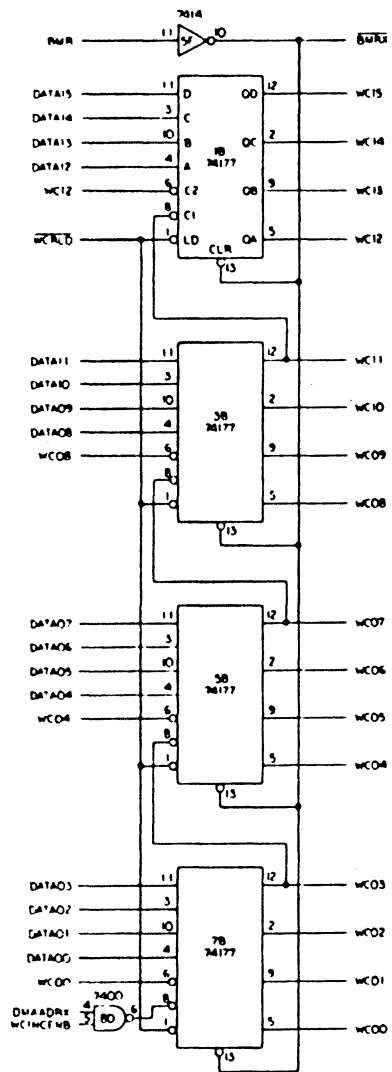 7414
BMR 11 5F 10 BMRX
DATA15 11 D QD 12 WC15
DATA14 3 C
DATA13 10 B 1B QC 2 WC14
DATA12 4 A 74177
WC12 6 C2 QB 9 WC13
8 C1
WCRLD 1 LD QA 5 WC12
CLR
13
DATA11 11 12 WC11
DATA10 3
DATA09 10 3B 2 WC10
DATA08 4 74177
WC08 6 9 WC09
8
1 5 WC08
13
DATA07 11 12 WC07
DATA06 3
DATA05 10 5B 2 WC06
DATA04 4 74177
WC04 6 9 WC05
8
1 5 WC04
13
DATA03 11 12 WC03
DATA02 3
DATA01 10 7B 2 WC02
DATA00 4 74177
WC00 6 9 WC01
7400
DMAADRX 4 8D 6 8
WCINCEMB 5
1 5 WC00
13